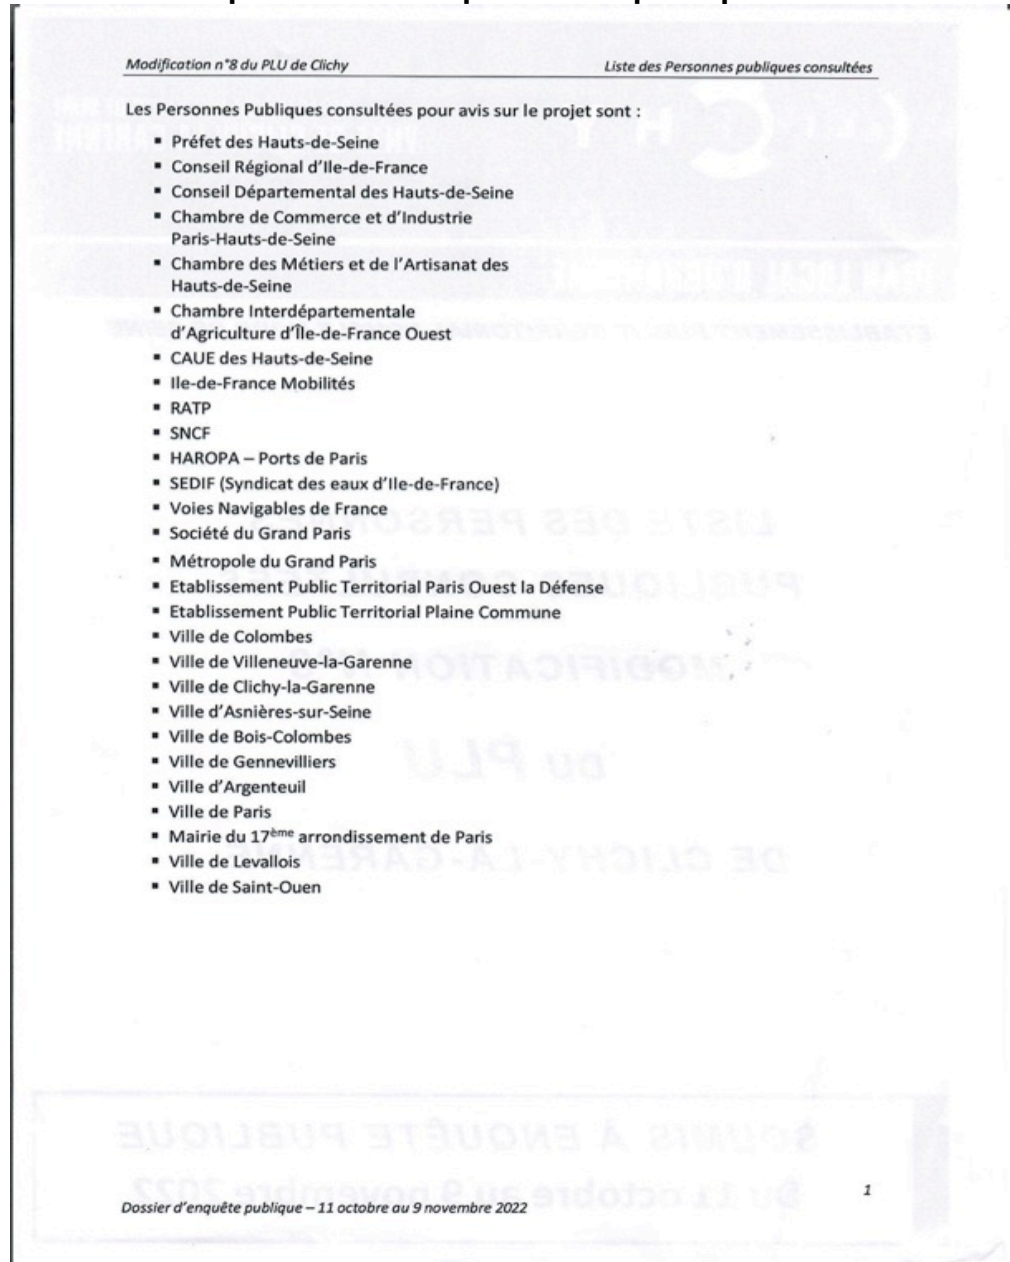 Modification n°8 du PLU de Clichy
Liste des Personnes publiques consultées
Les Personnes Publiques consultées pour avis sur le projet sont :
▪ Préfet des Hauts-de-Seine
▪ Conseil Régional d'Ile-de-France
▪ Conseil Départemental des Hauts-de-Seine
▪ Chambre de Commerce et d'Industrie
Paris-Hauts-de-Seine
▪ Chambre des Métiers et de l'Artisanat des
Hauts-de-Seine
▪ Chambre Interdépartementale
d'Agriculture d'Île-de-France Ouest
▪ CAUE des Hauts-de-Seine
▪ Ile-de-France Mobilités
▪ RATP
▪ SNCF
▪ HAROPA – Ports de Paris
▪ SEDIF (Syndicat des eaux d'Ile-de-France)
▪ Voies Navigables de France
▪ Société du Grand Paris
▪ Métropole du Grand Paris
▪ Etablissement Public Territorial Paris Ouest la Défense
▪ Etablissement Public Territorial Plaine Commune
▪ Ville de Colombes
▪ Ville de Villeneuve-la-Garenne
▪ Ville de Clichy-la-Garenne
▪ Ville d'Asnières-sur-Seine
▪ Ville de Bois-Colombes
▪ Ville de Gennevilliers
▪ Ville d'Argenteuil
▪ Ville de Paris
▪ Mairie du 17ème arrondissement de Paris
▪ Ville de Levallois
▪ Ville de Saint-Ouen
1
Dossier d'enquête publique – 11 octobre au 9 novembre 2022